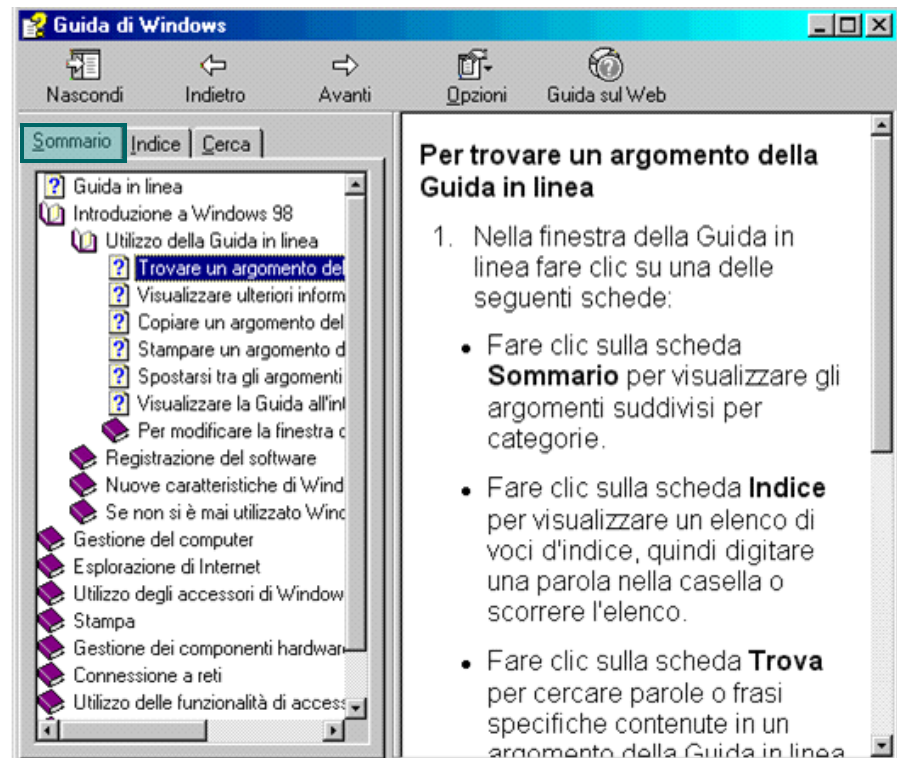 Guida di Windows
Nascondi Indietro Avanti Opzioni Guida sul Web
Sommario Indice Cerca
Guida in linea
Introduzione a Windows 98
Utilizzo della Guida in linea
Trovare un argomento del
Visualizzare ulteriori inform
Copiare un argomento del
Stampare un argomento d
Spostarsi tra gli argomenti
Visualizzare la Guida all'in
Per modificare la finestra d
Registrazione del software
Nuove caratteristiche di Wind
Se non si è mai utilizzato Wind
Gestione del computer
Esplorazione di Internet
Utilizzo degli accessori di Window
Stampa
Gestione dei componenti hardwar
Connessione a reti
Utilizzo delle funzionalità di access
Per trovare un argomento della
Guida in linea
1. Nella finestra della Guida in
linea fare clic su una delle
seguenti schede:
• Fare clic sulla scheda
Sommario per visualizzare gli
argomenti suddivisi per
categorie.
• Fare clic sulla scheda Indice
per visualizzare un elenco di
voci d'indice, quindi digitare
una parola nella casella o
scorrere l'elenco.
• Fare clic sulla scheda Trova
per cercare parole o frasi
specifiche contenute in un
argomento della Guida in linea